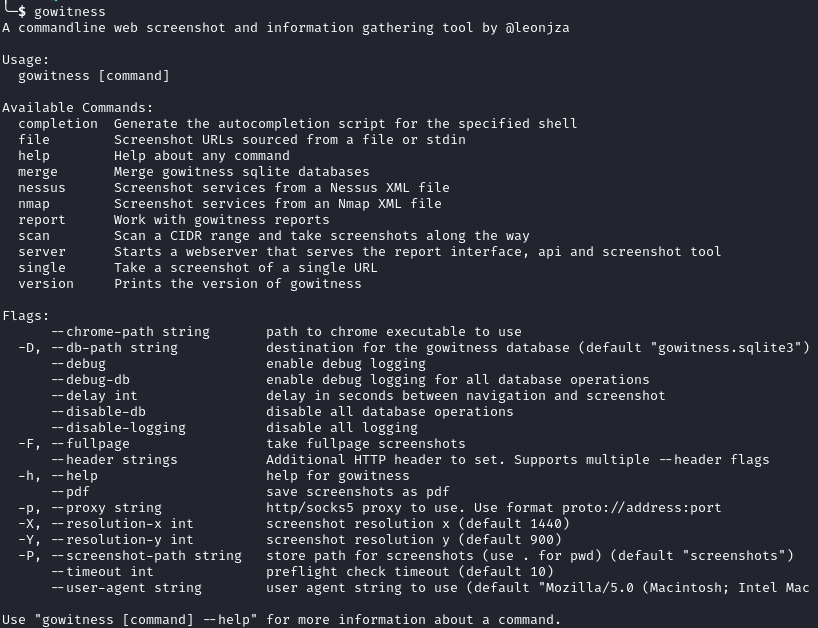 └─$ gowitness
A commandline web screenshot and information gathering tool by @leonjza
Usage:
gowitness [command]
Available Commands:
completion  Generate the autocompletion script for the specified shell
file        Screenshot URLs sourced from a file or stdin
help        Help about any command
merge       Merge gowitness sqlite databases
nessus      Screenshot services from a Nessus XML file
nmap        Screenshot services from an Nmap XML file
report      Work with gowitness reports
scan        Scan a CIDR range and take screenshots along the way
server      Starts a webserver that serves the report interface, api and screenshot tool
single      Take a screenshot of a single URL
version     Prints the version of gowitness
Flags:
    --chrome-path string       path to chrome executable to use
-D, --db-path string           destination for the gowitness database (default "gowitness.sqlite3")
    --debug                    enable debug logging
    --debug-db                 enable debug logging for all database operations
    --delay int                delay in seconds between navigation and screenshot
    --disable-db               disable all database operations
    --disable-logging          disable all logging
-F, --fullpage                 take fullpage screenshots
    --header strings           Additional HTTP header to set. Supports multiple --header flags
-h, --help                     help for gowitness
    --pdf                      save screenshots as pdf
-p, --proxy string             http/socks5 proxy to use. Use format proto://address:port
-X, --resolution-x int         screenshot resolution x (default 1440)
-Y, --resolution-y int         screenshot resolution y (default 900)
-P, --screenshot-path string   store path for screenshots (use . for pwd) (default "screenshots")
    --timeout int              preflight check timeout (default 10)
    --user-agent string        user agent string to use (default "Mozilla/5.0 (Macintosh; Intel Mac
Use "gowitness [command] --help" for more information about a command.